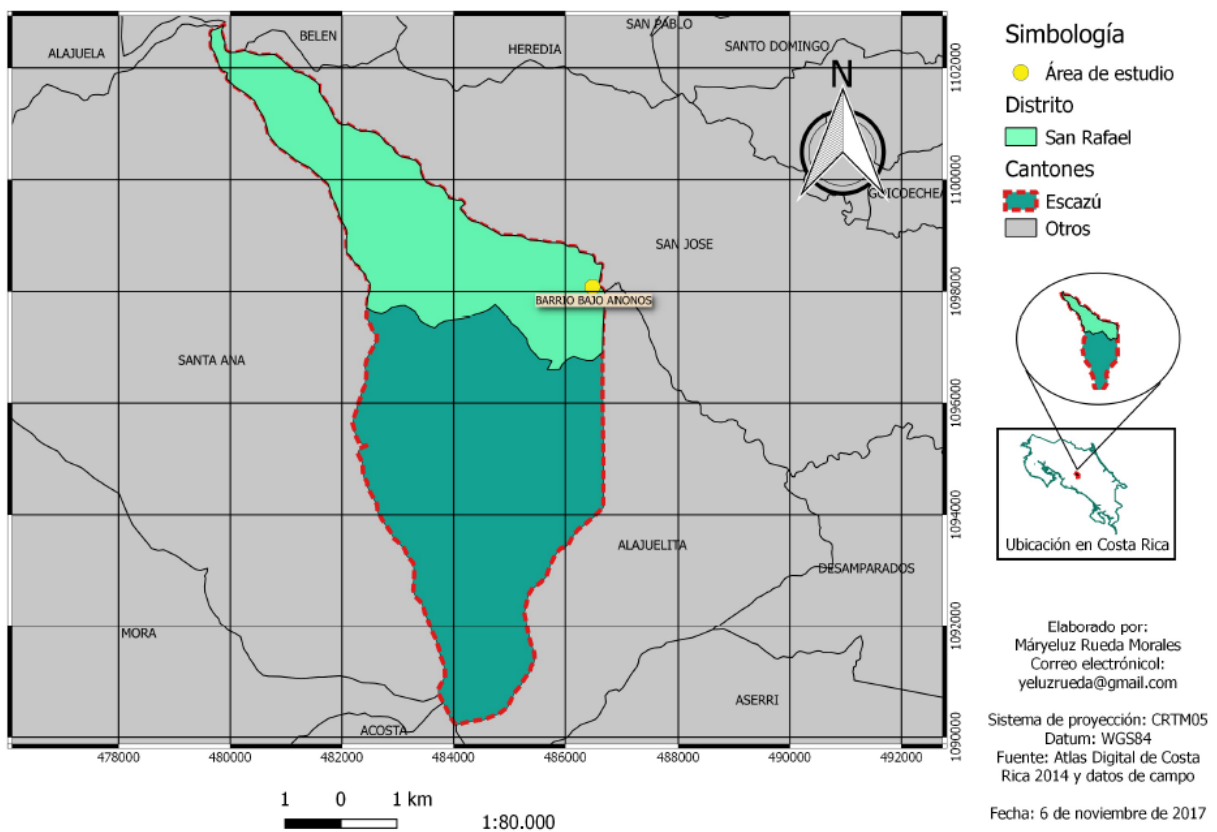 SAN PABLO
BELEN
ALAJUELA
HEREDIA
SANTO DOMINGO
N
GOICOECHEA
SAN JOSE
BARRIO BAJO ANONOS
SANTA ANA
ALAJUELITA
DESAMPARADOS
MORA
ASERRI
ACOSTA
1102000
1100000
1098000
1096000
1094000
1092000
1090000
478000
480000
482000
484000
486000
488000
490000
492000
1 0 1 km
1:80.000
Simbología
Área de estudio
Distrito
San Rafael
Cantones
Escazú
Otros
Ubicación en Costa Rica
Elaborado por:
Máryeluz Rueda Morales
Correo electrónicol:
yeluzrueda@gmail.com
Sistema de proyección: CRTM05
Datum: WGS84
Fuente: Atlas Digital de Costa
Rica 2014 y datos de campo
Fecha: 6 de noviembre de 2017